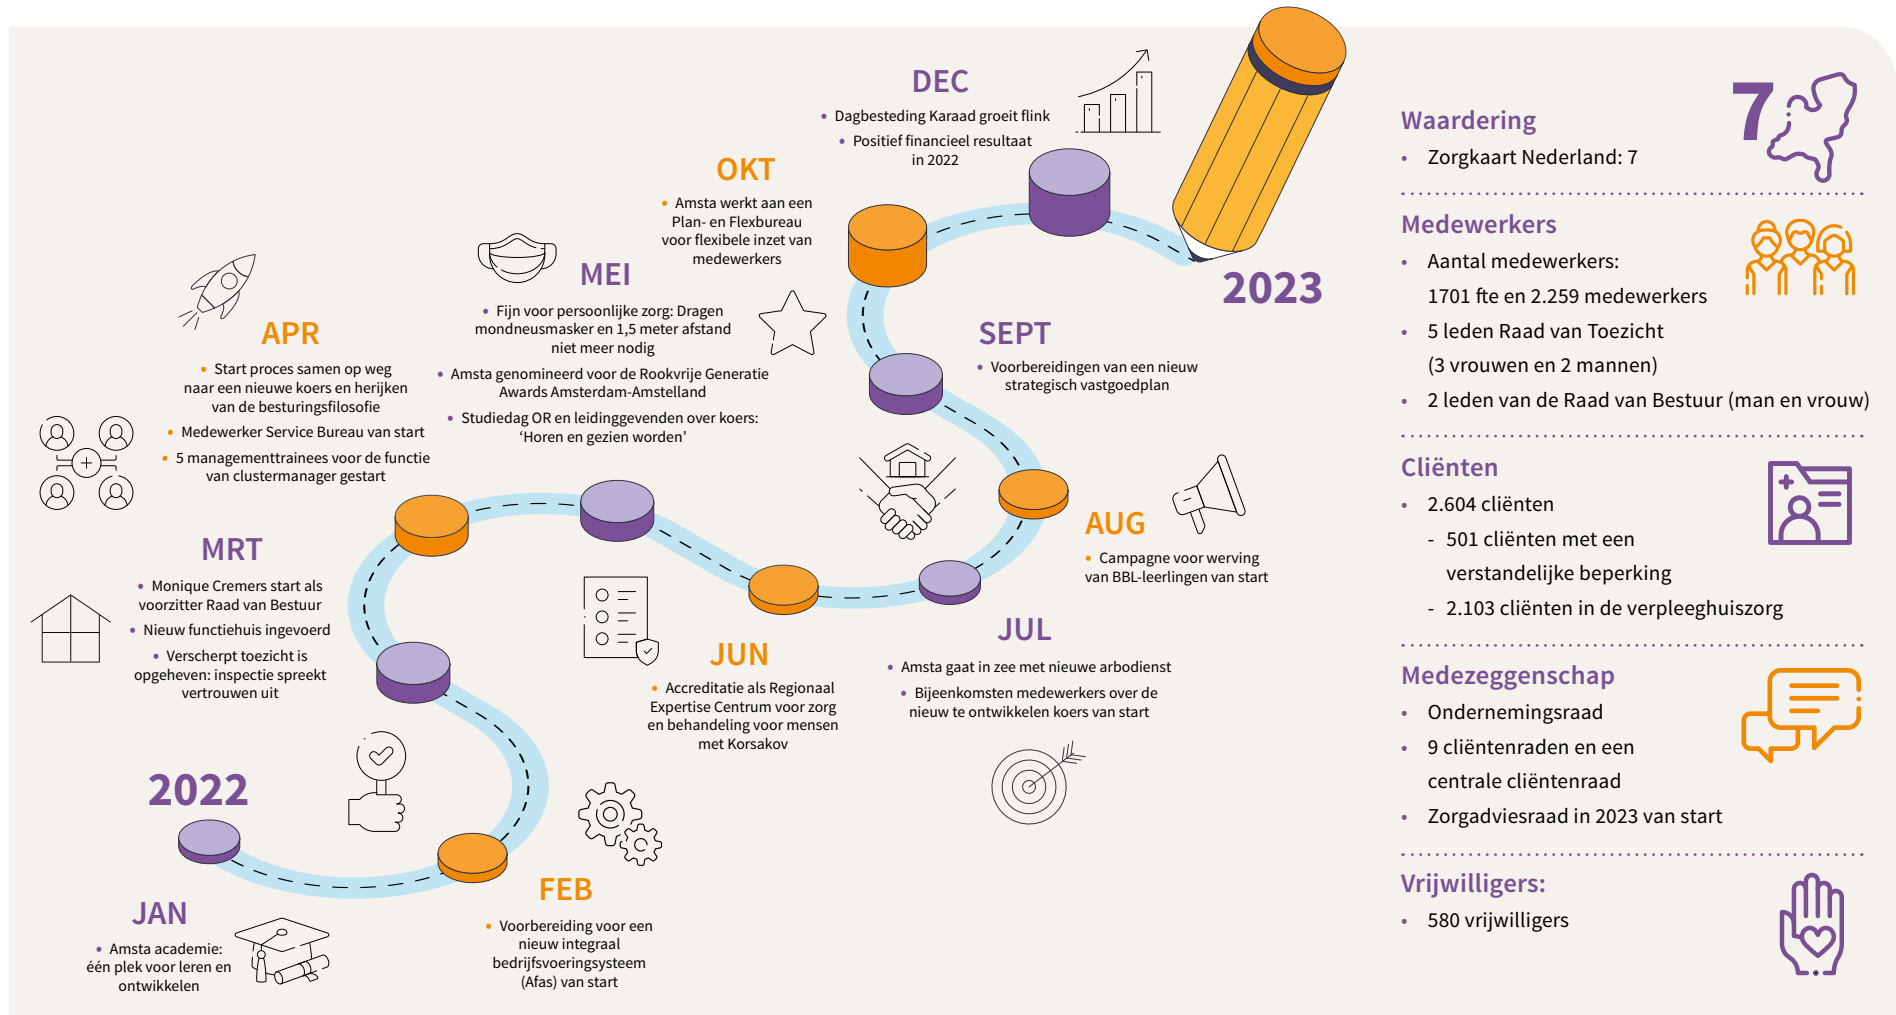 2022
JAN
• Amsta academie:
één plek voor leren en
ontwikkelen
FEB
• Voorbereiding voor een
nieuw integraal
bedrijfsvoeringsysteem
(Afas) van start
MRT
• Monique Cremers start als
voorzitter Raad van Bestuur
• Nieuw functiehuis ingevoerd
• Verscherpt toezicht is
opgeheven: inspectie spreekt
vertrouwen uit
APR
• Start proces samen op weg
naar een nieuwe koers en herijken
van de besturingsfilosofie
• Medewerker Service Bureau van start
• 5 managementtrainees voor de functie
van clustermanager gestart
MEI
• Fijn voor persoonlijke zorg: Dragen
mondneusmasker en 1,5 meter afstand
niet meer nodig
• Amsta genomineerd voor de Rookvrije Generatie
Awards Amsterdam-Amstelland
• Studiedag OR en leidinggevenden over koers:
‘Horen en gezien worden’
JUN
• Accreditatie als Regionaal
Expertise Centrum voor zorg
en behandeling voor mensen
met Korsakov
JUL
• Amsta gaat in zee met nieuwe arbodienst
• Bijeenkomsten medewerkers over de
nieuw te ontwikkelen koers van start
AUG
• Campagne voor werving
van BBL-leerlingen van start
SEPT
• Voorbereidingen van een nieuw
strategisch vastgoedplan
OKT
• Amsta werkt aan een
Plan- en Flexbureau
voor flexibele inzet van
medewerkers
DEC
• Dagbesteding Karaad groeit flink
• Positief financieel resultaat
in 2022
2023
Waardering
7
• Zorgkaart Nederland: 7
Medewerkers
• Aantal medewerkers:
1701 fte en 2.259 medewerkers
• 5 leden Raad van Toezicht
(3 vrouwen en 2 mannen)
• 2 leden van de Raad van Bestuur (man en vrouw)
Cliënten
• 2.604 cliënten
- 501 cliënten met een
verstandelijke beperking
- 2.103 cliënten in de verpleeghuiszorg
Medezeggenschap
• Ondernemingsraad
• 9 cliëntenraden en een
centrale cliëntenraad
• Zorgadviesraad in 2023 van start
Vrijwilligers:
• 580 vrijwilligers